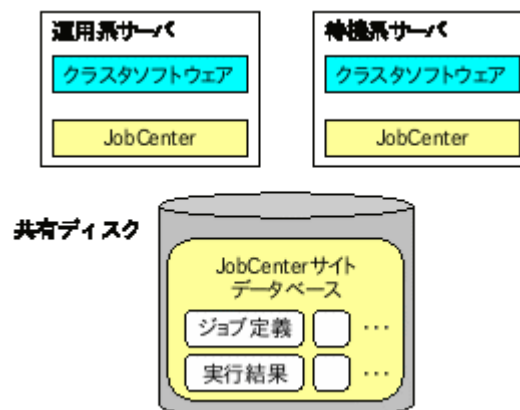 運用系サーバ
クラスタソフトウェア
JobCenter
待機系サーバ
クラスタソフトウェア
JobCenter
共有ディスク
JobCenterサイト
データベース
ジョブ定義 ･･･
実行結果 ･･･